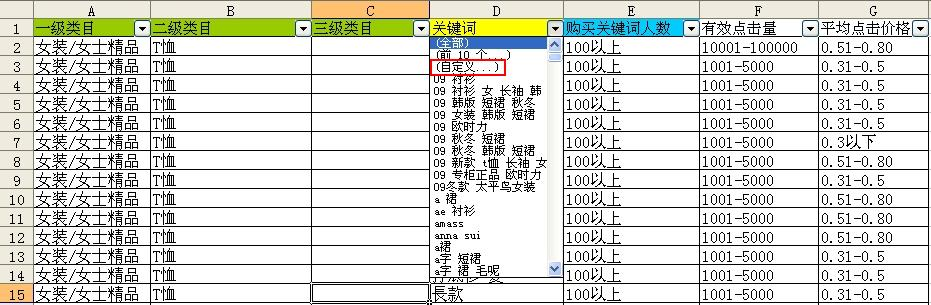 A B C D E F G
1 一级类目 二级类目 三级类目 关键词 购买关键词人数 有效点击量 平均点击价格
2 女装/女士精品 T恤 (全部) 100以上 10001-100000 0.51-0.80
(前 10 个...)
3 女装/女士精品 T恤 (自定义...) 100以上 1001-5000 0.31-0.5
09 衬衫
4 女装/女士精品 T恤 09 衬衫 女 长袖 韩 100以上 1001-5000 0.31-0.5
5 女装/女士精品 T恤 09 韩版 短裙 秋冬 100以上 1001-5000 0.31-0.5
09 女装 韩版 短裙
6 女装/女士精品 T恤 09 欧时力 100以上 1001-5000 0.31-0.5
7 女装/女士精品 T恤 09 秋冬 短裙 100以上 1001-5000 0.3以下
09 秋冬 韩版 短裙
8 女装/女士精品 T恤 09 新款 t恤 长袖 女 100以上 1001-5000 0.51-0.80
9 女装/女士精品 T恤 09 专柜正品 欧时力 100以上 1001-5000 0.31-0.5
09冬款 太平鸟女装
10 女装/女士精品 T恤 a 裙 100以上 1001-5000 0.51-0.80
11 女装/女士精品 T恤 ae 衬衫 100以上 1001-5000 0.51-0.80
amass
12 女装/女士精品 T恤 anna sui 100以上 1001-5000 0.51-0.80
13 女装/女士精品 T恤 a裙 100以上 1001-5000 0.31-0.5
a字 短裙
14 女装/女士精品 T恤 a字 裙 毛呢 100以上 1001-5000 0.31-0.5
15 女装/女士精品 T恤 長款 100以上 1001-5000 0.31-0.5